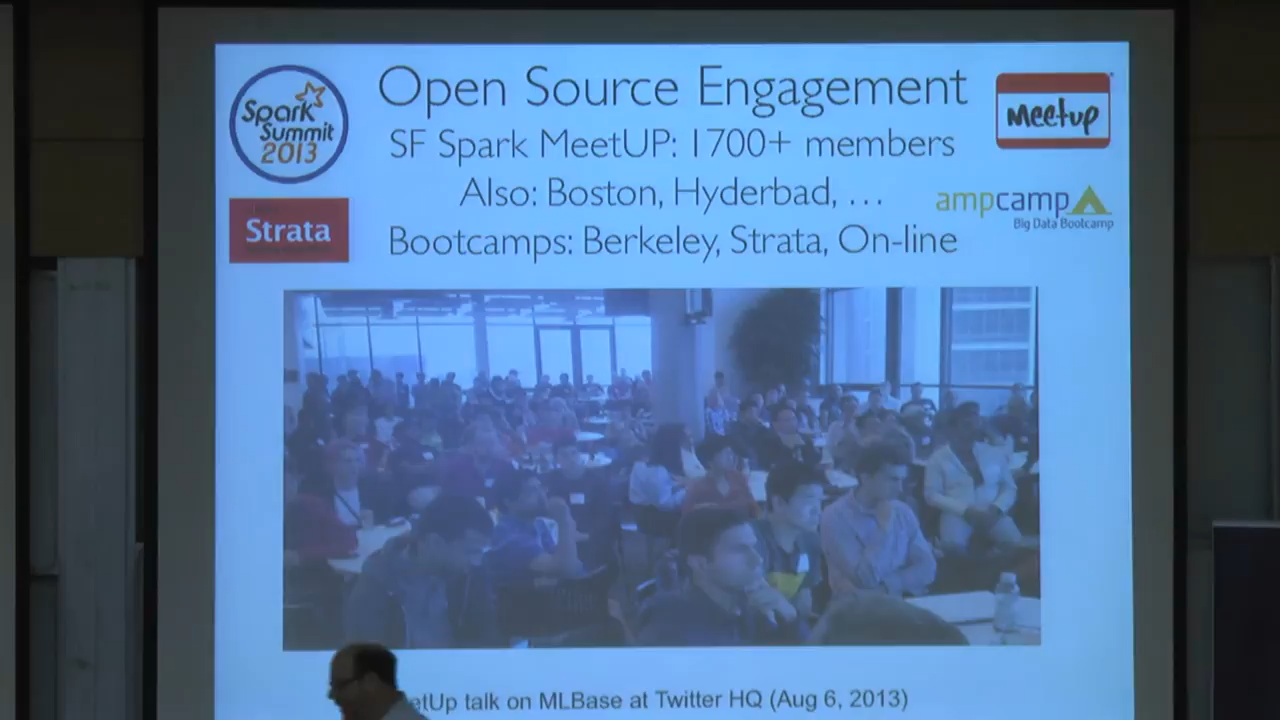 Open Source Engagement
SF Spark MeetUP: 1700+ members
Also: Boston, Hyderbad, …
Bootcamps: Berkeley, Strata, On-line
Spark
Summit
2013
Strata
Meetup
ampcamp
Big Data Bootcamp
talk on MLBase at Twitter HQ (Aug 6, 2013)